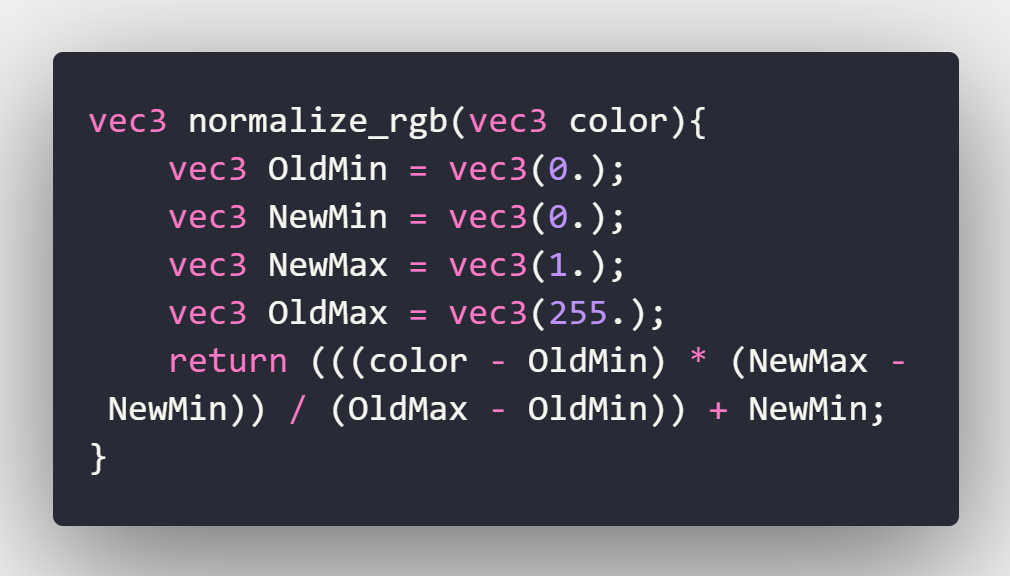 vec3 normalize_rgb(vec3 color){
    vec3 OldMin = vec3(0.);
    vec3 NewMin = vec3(0.);
    vec3 NewMax = vec3(1.);
    vec3 OldMax = vec3(255.);
    return (((color - OldMin) * (NewMax -
 NewMin)) / (OldMax - OldMin)) + NewMin;
}